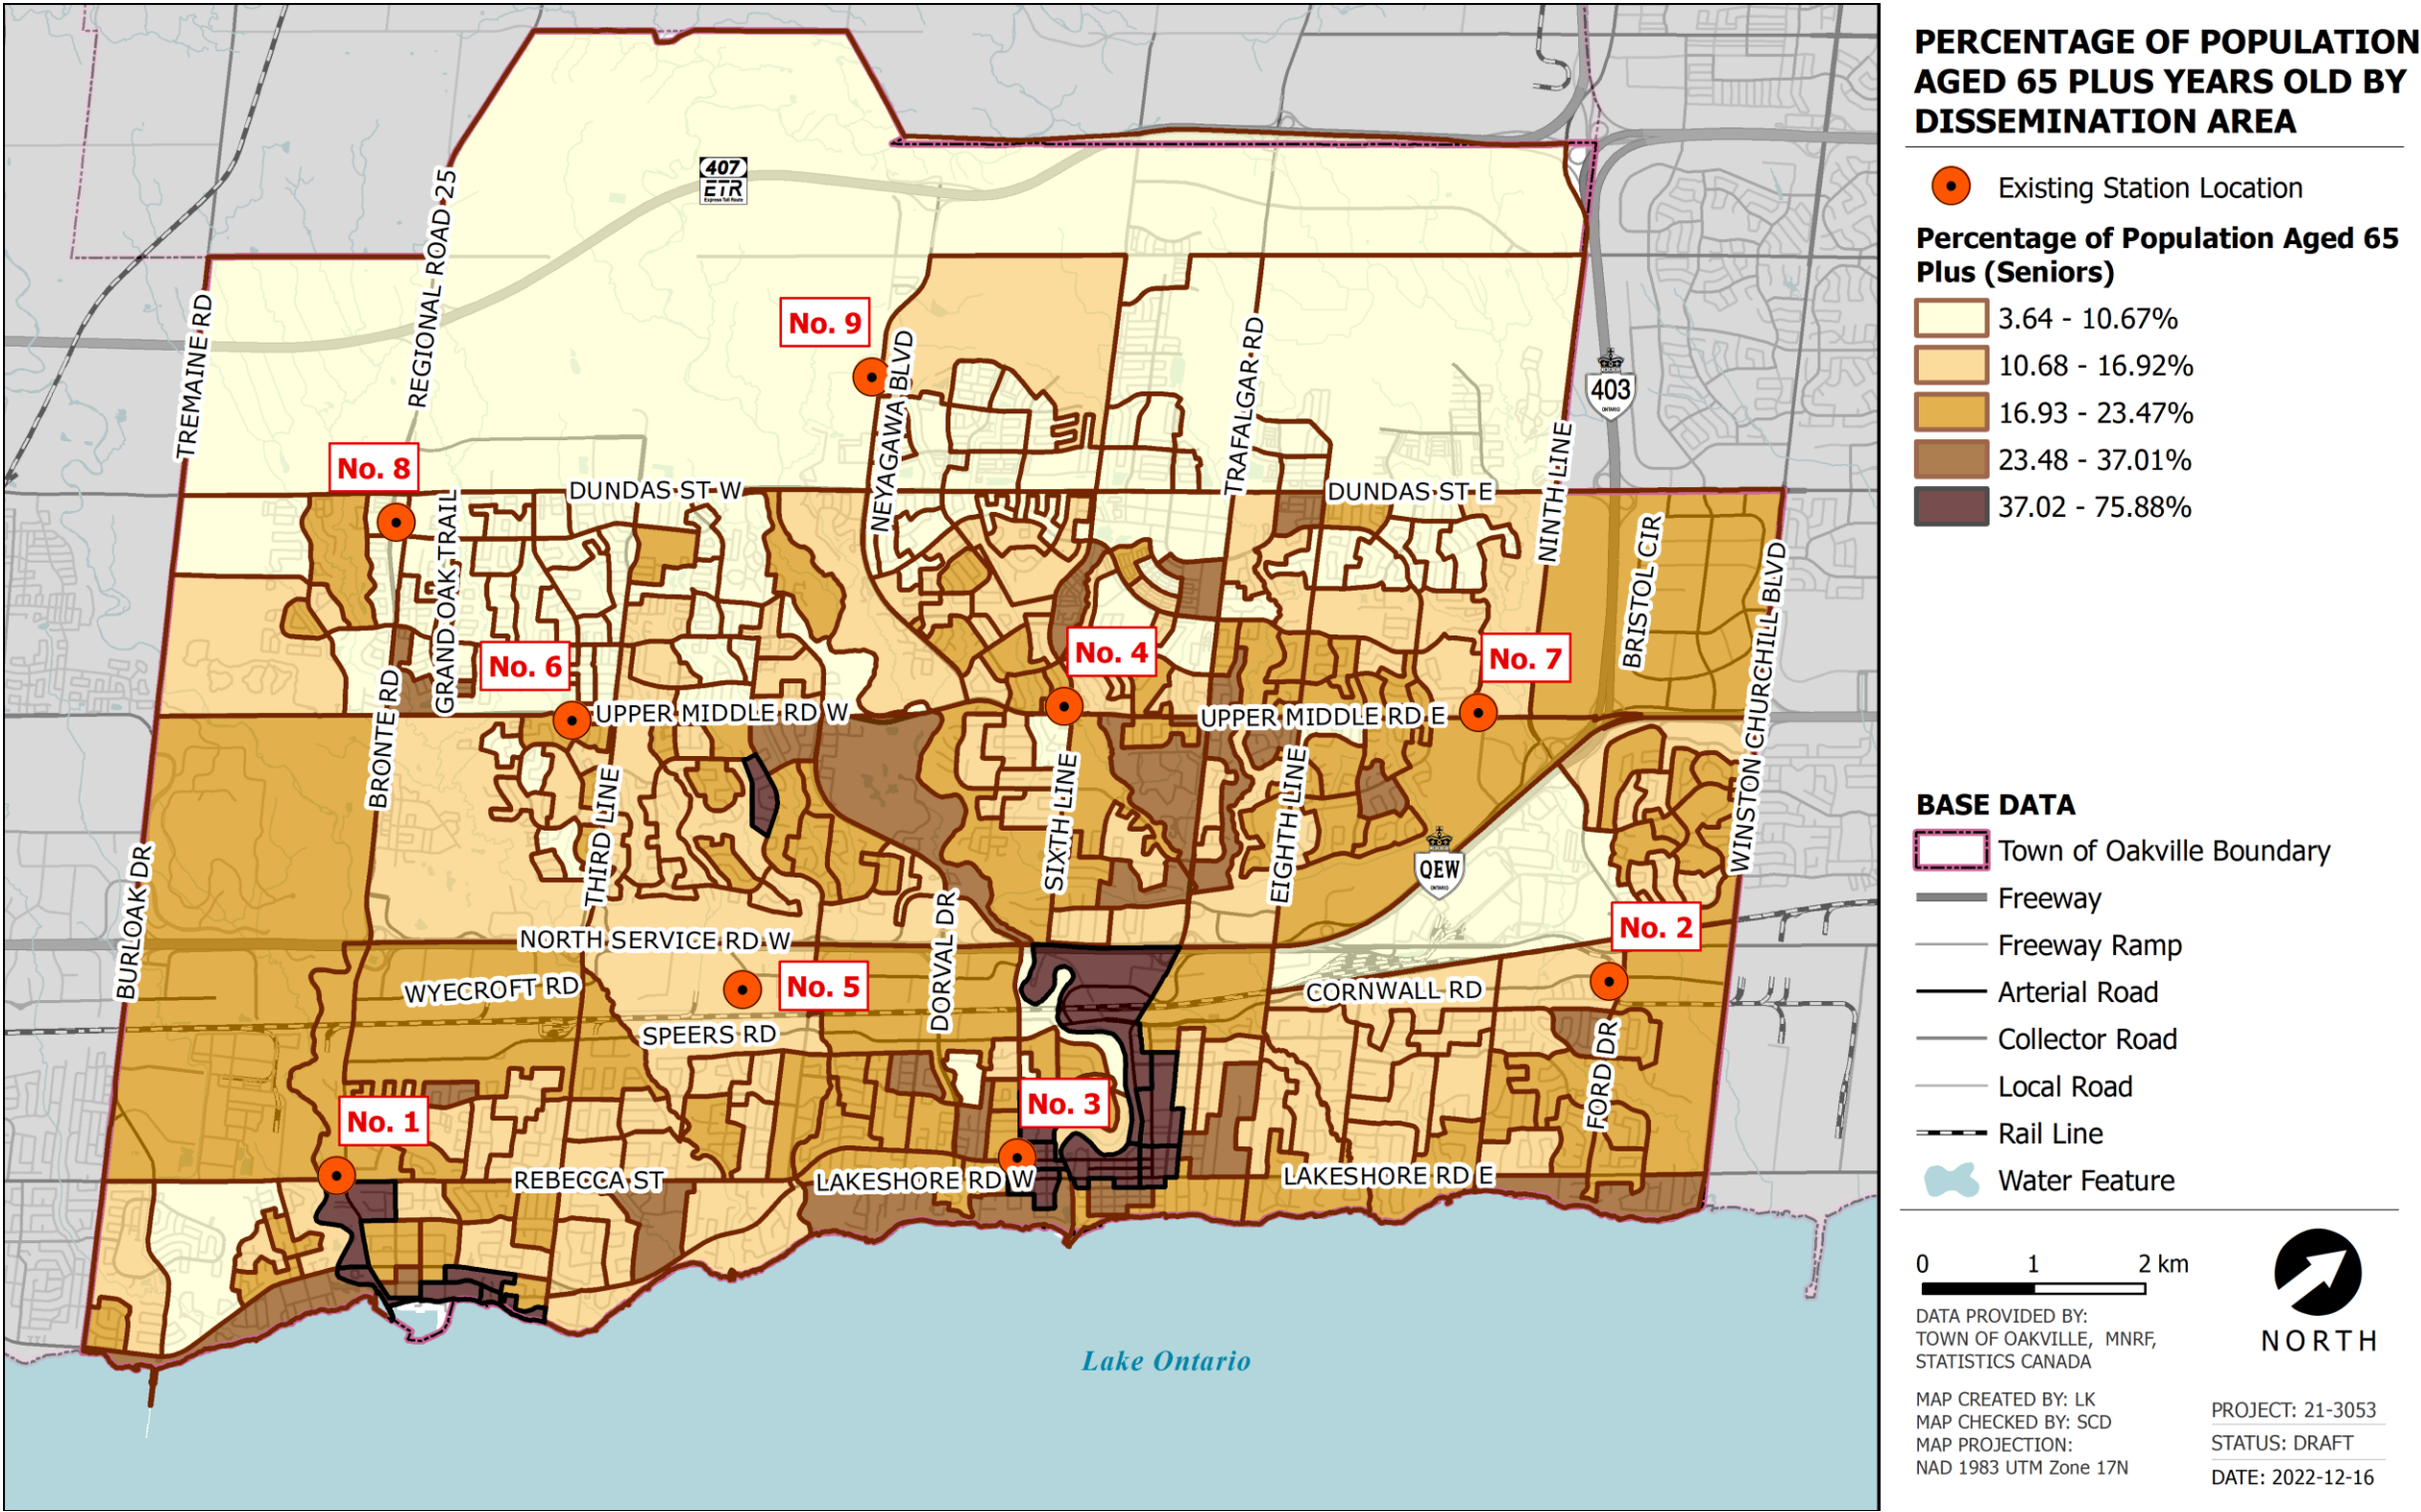 PERCENTAGE OF POPULATION
AGED 65 PLUS YEARS OLD BY
DISSEMINATION AREA
Existing Station Location
Percentage of Population Aged 65
Plus (Seniors)
3.64 - 10.67%
10.68 - 16.92%
16.93 - 23.47%
23.48 - 37.01%
37.02 - 75.88%
BASE DATA
Town of Oakville Boundary
Freeway
Freeway Ramp
Arterial Road
Collector Road
Local Road
Rail Line
Water Feature
0 1 2 km
NORTH
DATA PROVIDED BY:
TOWN OF OAKVILLE, MNRF,
STATISTICS CANADA
MAP CREATED BY: LK
MAP CHECKED BY: SCD
MAP PROJECTION:
NAD 1983 UTM Zone 17N
PROJECT: 21-3053
STATUS: DRAFT
DATE: 2022-12-16
407
ETR
Express Toll Route
REGIONAL ROAD 25
TREMAINE RD
No. 9
NEYAGAWA BLVD
TRAFALGAR RD
403
ONTARIO
NINTH LINE
No. 8
DUNDAS ST W
DUNDAS ST E
GRAND OAK TRAIL
BRISTOL CIR
WINSTON CHURCHILL BLVD
No. 6
No. 4
No. 7
BRONTE RD
UPPER MIDDLE RD W
UPPER MIDDLE RD E
THIRD LINE
SIXTH LINE
EIGHTH LINE
QEW
ONTARIO
BURLOAK DR
DORVAL DR
No. 2
NORTH SERVICE RD W
WYECROFT RD
No. 5
CORNWALL RD
SPEERS RD
FORD DR
No. 1
No. 3
REBECCA ST
LAKESHORE RD W
LAKESHORE RD E
Lake Ontario